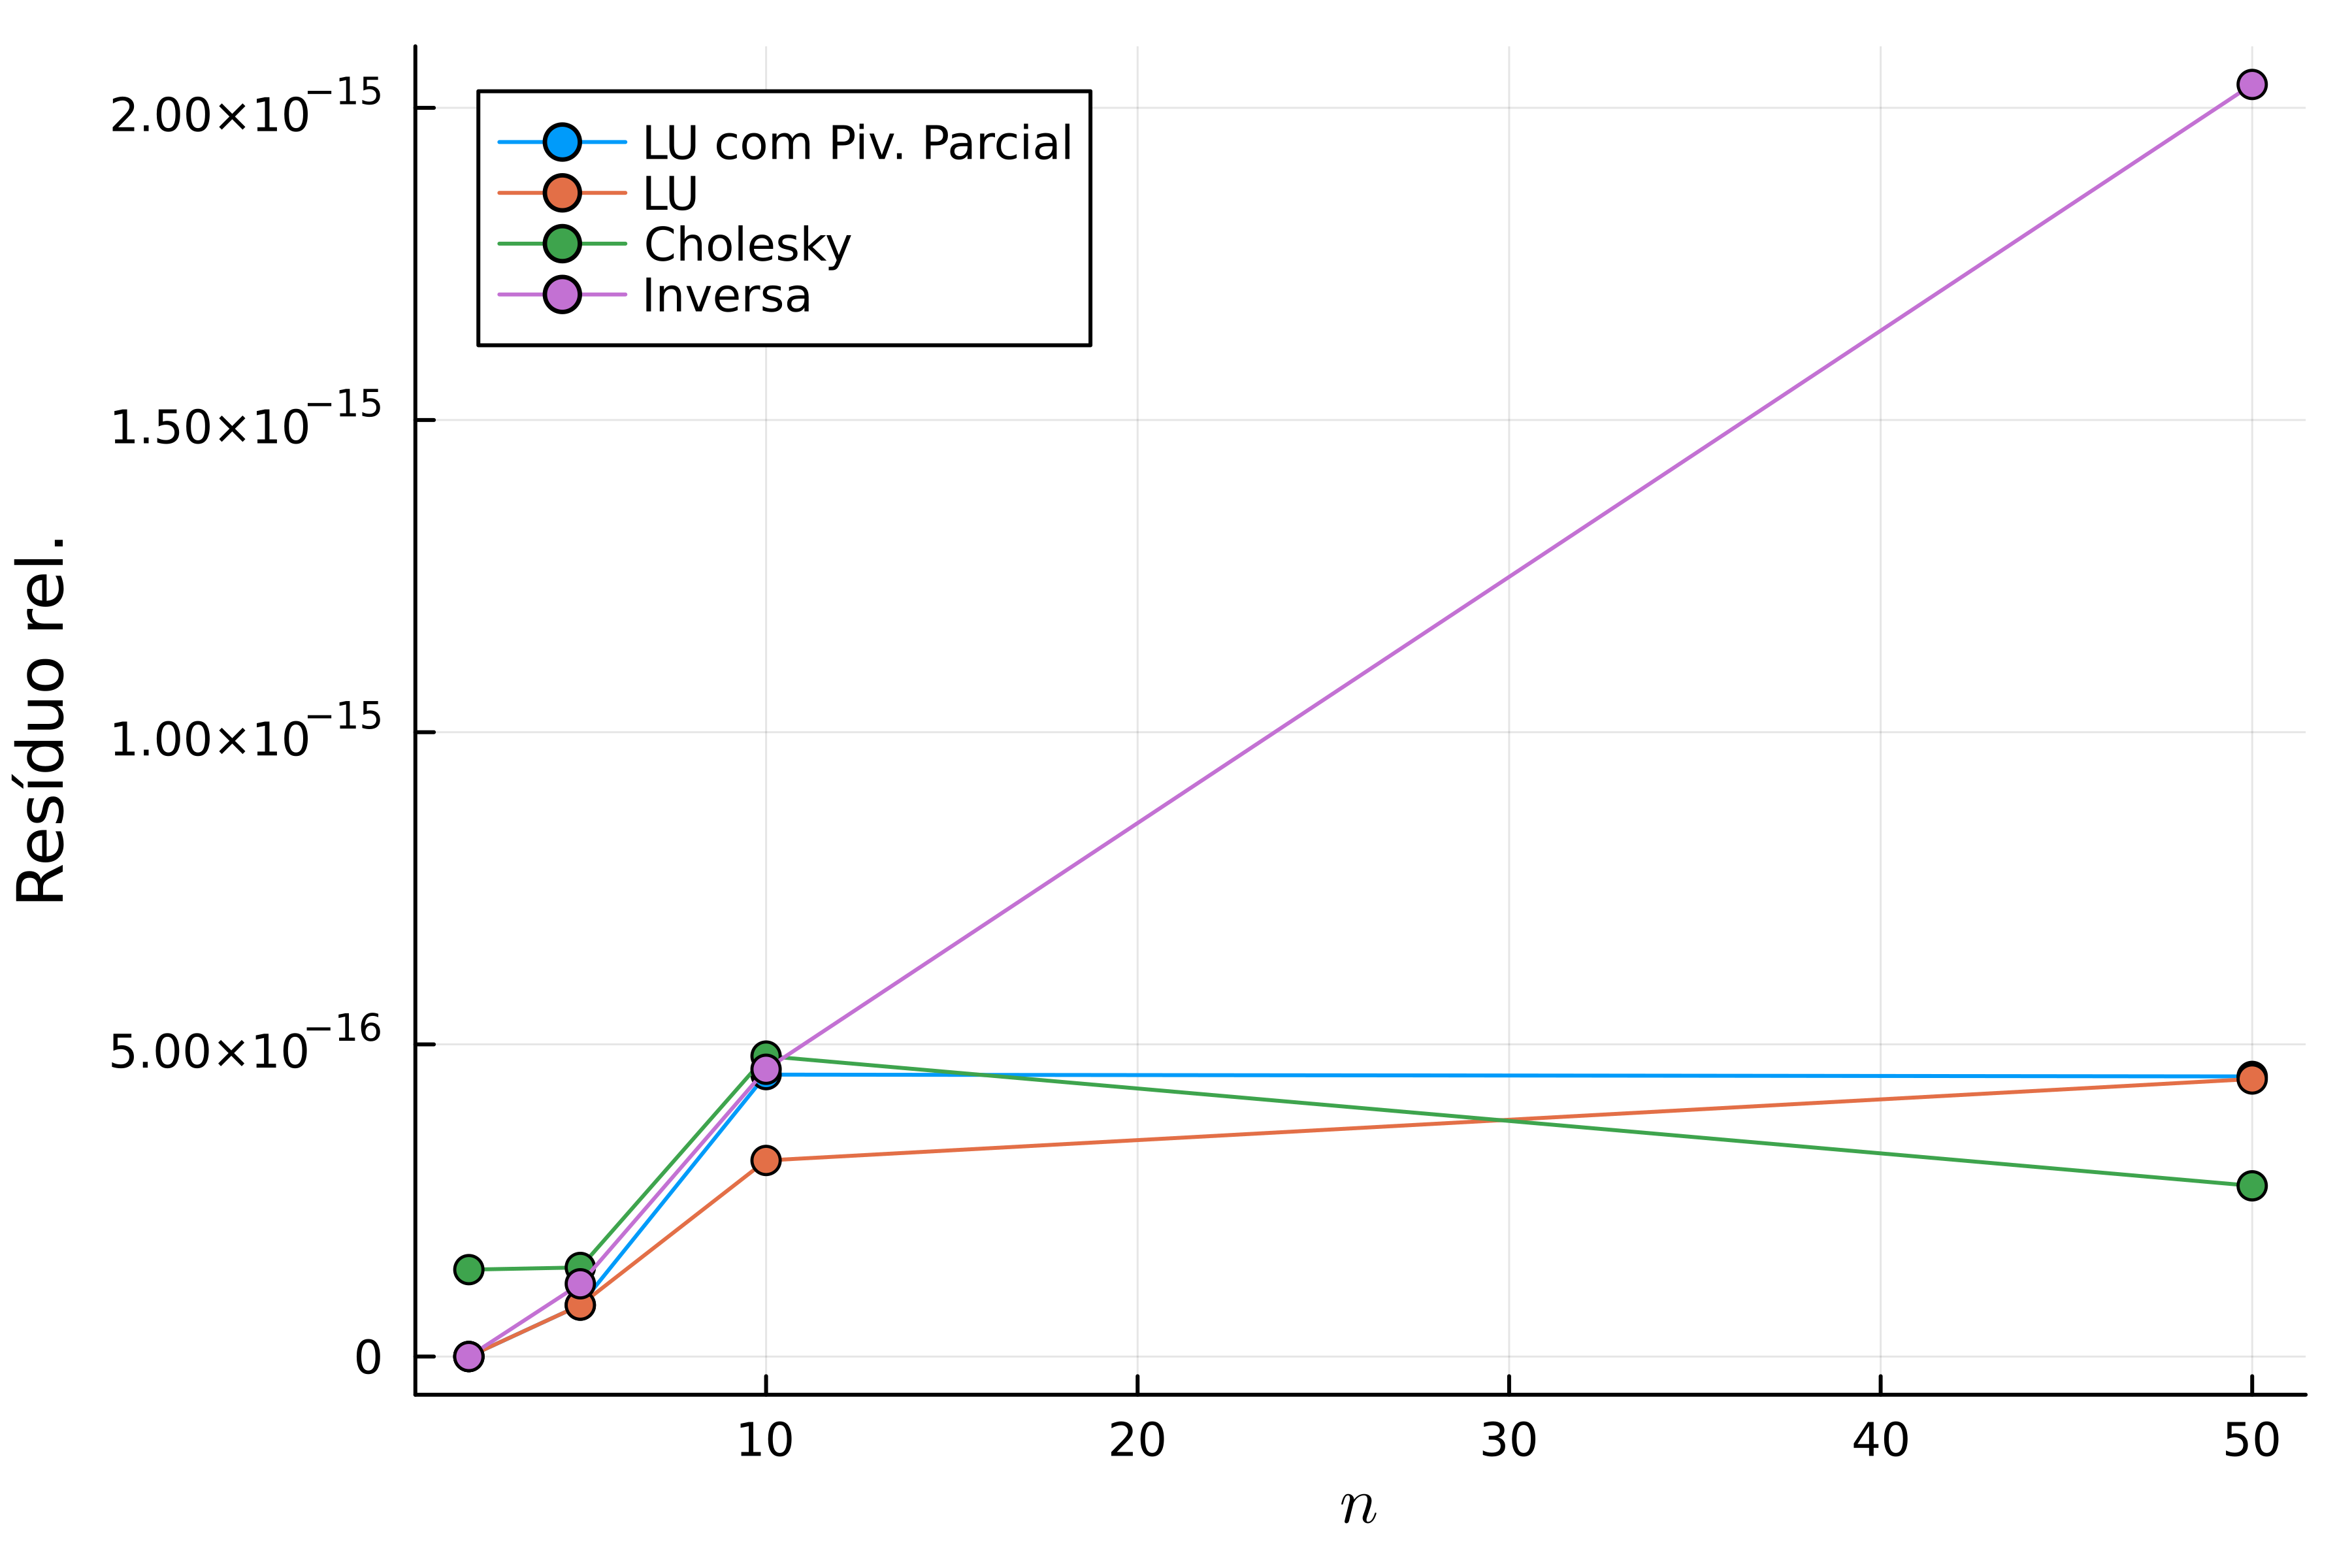 2.00×10⁻¹⁵
1.50×10⁻¹⁵
1.00×10⁻¹⁵
5.00×10⁻¹⁶
0
Resíduo rel.
LU com Piv. Parcial
LU
Cholesky
Inversa
10 20 30 40 50
n